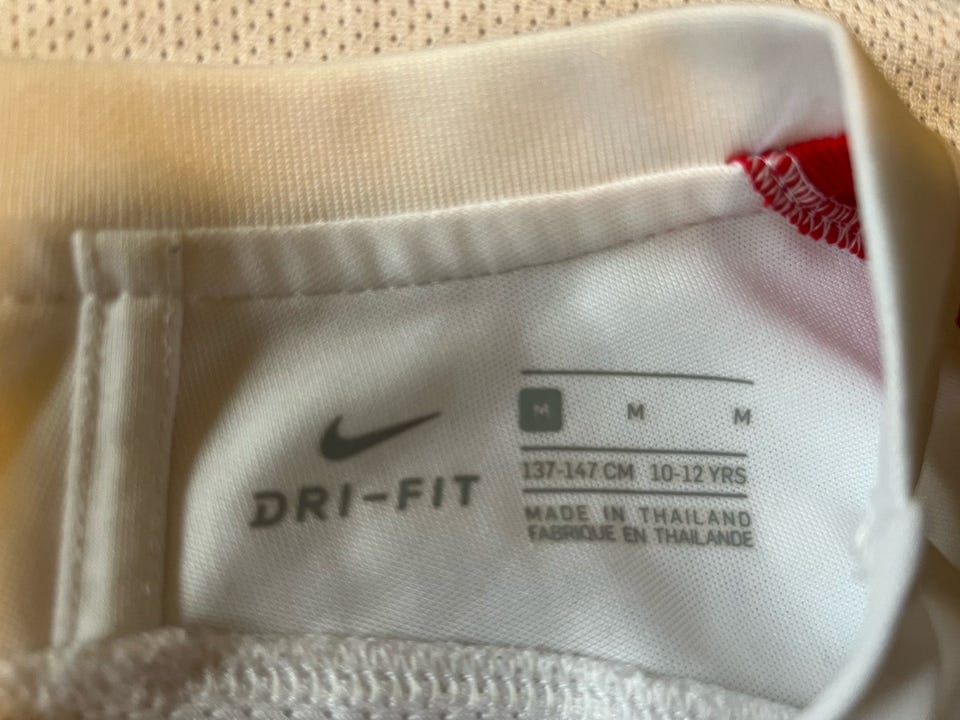 DRI-FIT
M M M
137-147 CM 10-12 YRS
MADE IN THAILAND
FABRIQUE EN THAILANDE